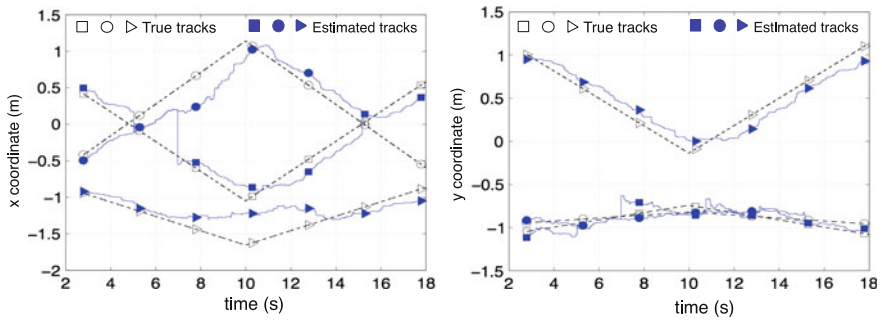 True tracks
Estimated tracks
1.5
1
0.5
0
-0.5
-1
-1.5
-2
x coordinate (m)
2 4 6 8 10 12 14 16 18
time (s)
True tracks
Estimated tracks
1.5
1
0.5
0
-0.5
-1
-1.5
y coordinate (m)
2 4 6 8 10 12 14 16 18
time (s)